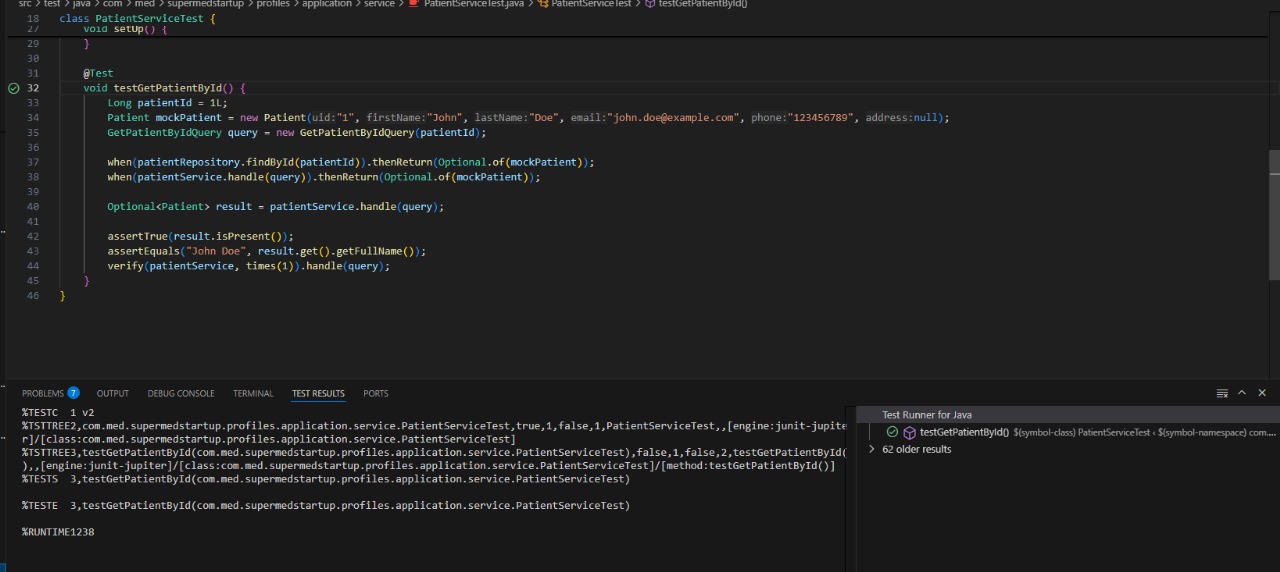 src > test > java > com > med > supermedstartup > profiles > application > service > PatientServiceTest.java > PatientServiceTest > testGetPatientById()
18 class PatientServiceTest {
27 void setUp() {
29 }
30
31 @Test
32 void testGetPatientById() {
33 Long patientId = 1L;
34 Patient mockPatient = new Patient(uid:"1", firstName:"John", lastName:"Doe", email:"john.doe@example.com", phone:"123456789", address:null);
35 GetPatientByIdQuery query = new GetPatientByIdQuery(patientId);
36
37 when(patientRepository.findById(patientId)).thenReturn(Optional.of(mockPatient));
38 when(patientService.handle(query)).thenReturn(Optional.of(mockPatient));
39
40 Optional<Patient> result = patientService.handle(query);
41
42 assertTrue(result.isPresent());
43 assertEquals("John Doe", result.get().getFullName());
44 verify(patientService, times(1)).handle(query);
45 }
46 }
PROBLEMS 7 OUTPUT DEBUG CONSOLE TERMINAL TEST RESULTS PORTS
%TESTC 1 v2
%TSTTREE2,com.med.supermedstartup.profiles.application.service.PatientServiceTest,true,1,false,1,PatientServiceTest,,[engine:junit-jupite
r]/[class:com.med.supermedstartup.profiles.application.service.PatientServiceTest]
%TSTTREE3,testGetPatientById(com.med.supermedstartup.profiles.application.service.PatientServiceTest),false,1,false,2,testGetPatientById(
),,[engine:junit-jupiter]/[class:com.med.supermedstartup.profiles.application.service.PatientServiceTest]/[method:testGetPatientById()]
%TESTS 3,testGetPatientById(com.med.supermedstartup.profiles.application.service.PatientServiceTest)
%TESTE 3,testGetPatientById(com.med.supermedstartup.profiles.application.service.PatientServiceTest)
%RUNTIME1238
Test Runner for Java
testGetPatientById() $(symbol-class) PatientServiceTest < $(symbol-namespace) com....
> 62 older results